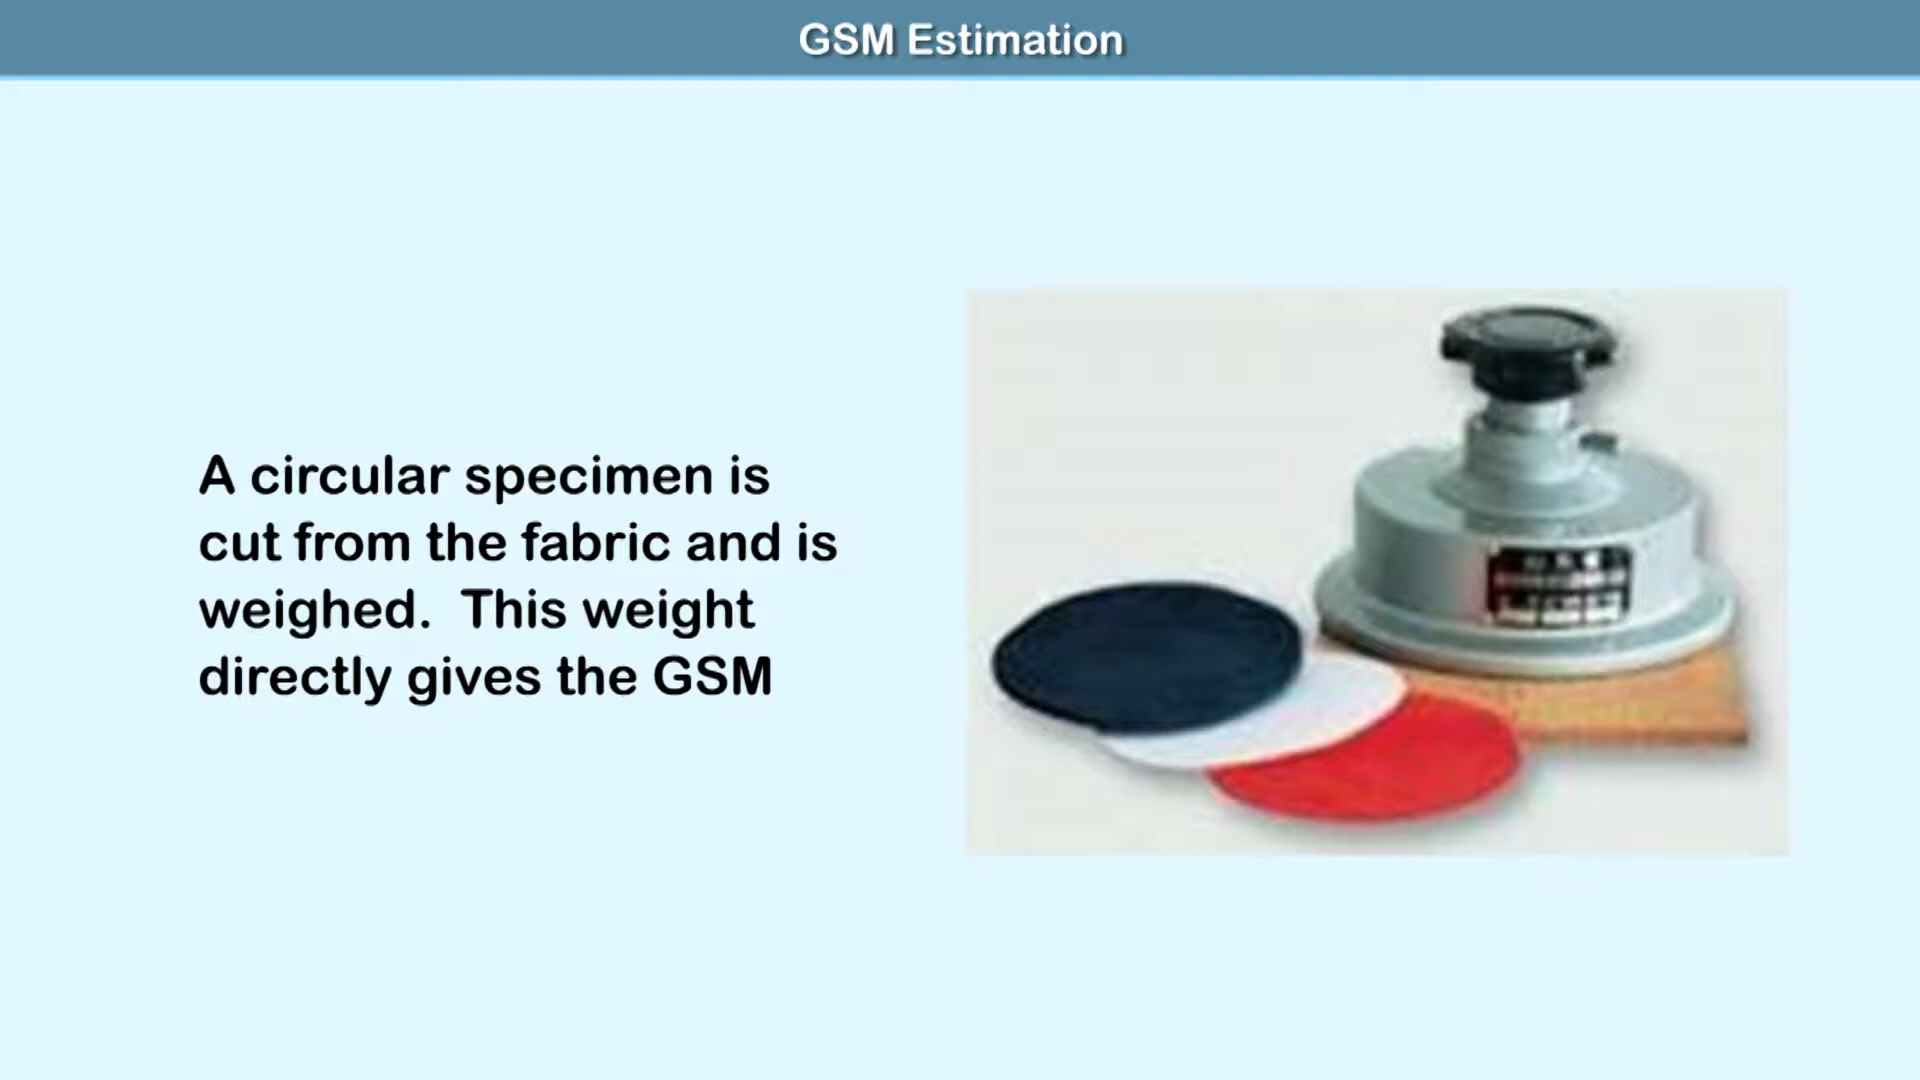 GSM Estimation
A circular specimen is
cut from the fabric and is
weighed.  This weight
directly gives the GSM